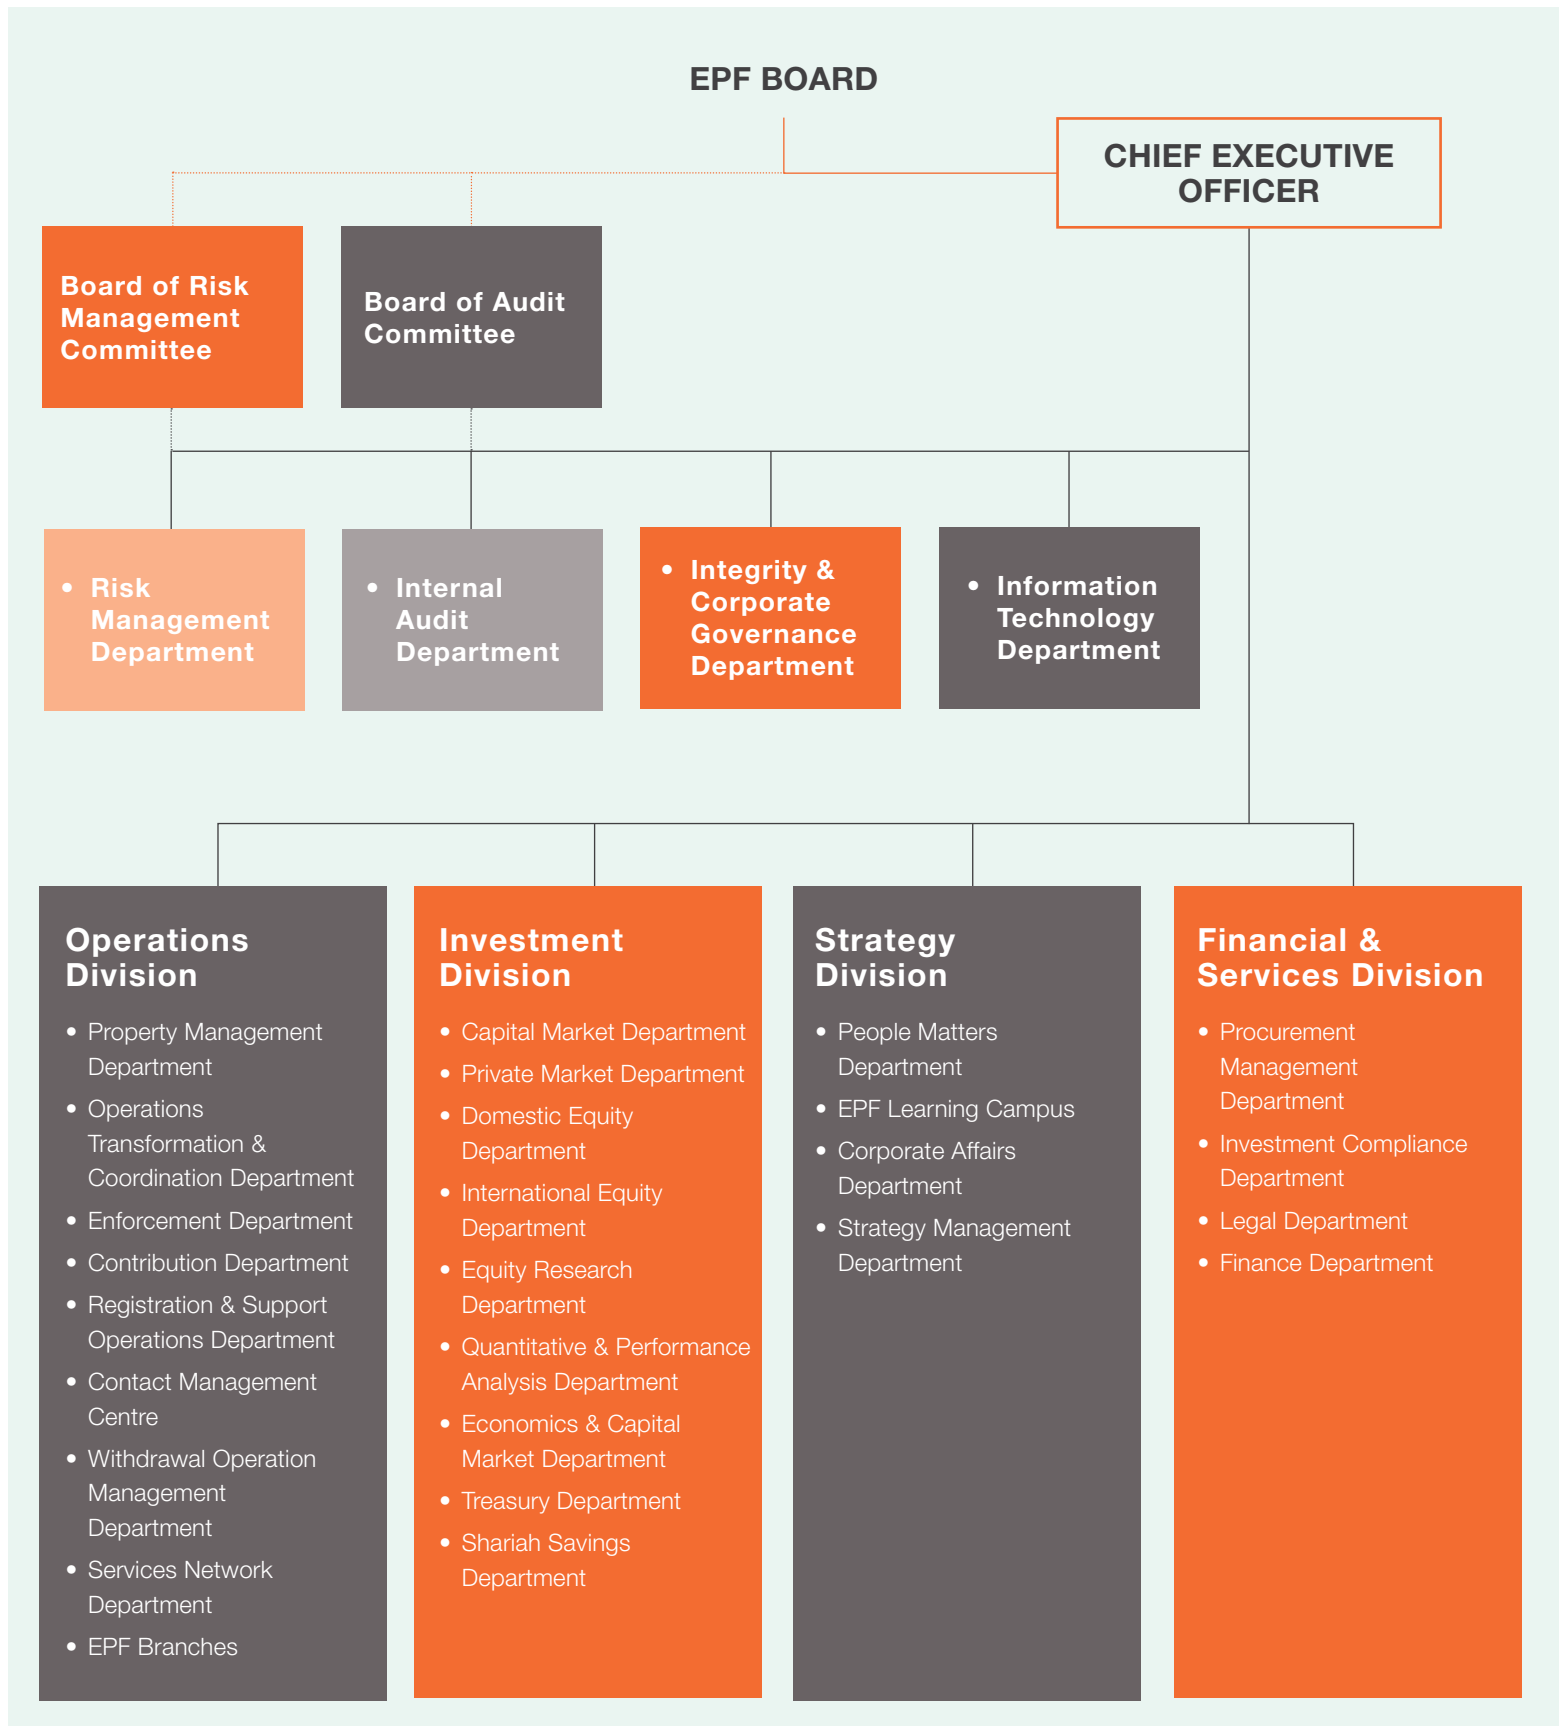 EPF BOARD
CHIEF EXECUTIVE
OFFICER
Board of Risk
Management
Committee
Board of Audit
Committee
• Risk
Management
Department
• Internal
Audit
Department
• Integrity &
Corporate
Governance
Department
• Information
Technology
Department
Operations
Division
• Property Management
Department
• Operations
Transformation &
Coordination Department
• Enforcement Department
• Contribution Department
• Registration & Support
Operations Department
• Contact Management
Centre
• Withdrawal Operation
Management
Department
• Services Network
Department
• EPF Branches
Investment
Division
• Capital Market Department
• Private Market Department
• Domestic Equity
Department
• International Equity
Department
• Equity Research
Department
• Quantitative & Performance
Analysis Department
• Economics & Capital
Market Department
• Treasury Department
• Shariah Savings
Department
Strategy
Division
• People Matters
Department
• EPF Learning Campus
• Corporate Affairs
Department
• Strategy Management
Department
Financial &
Services Division
• Procurement
Management
Department
• Investment Compliance
Department
• Legal Department
• Finance Department